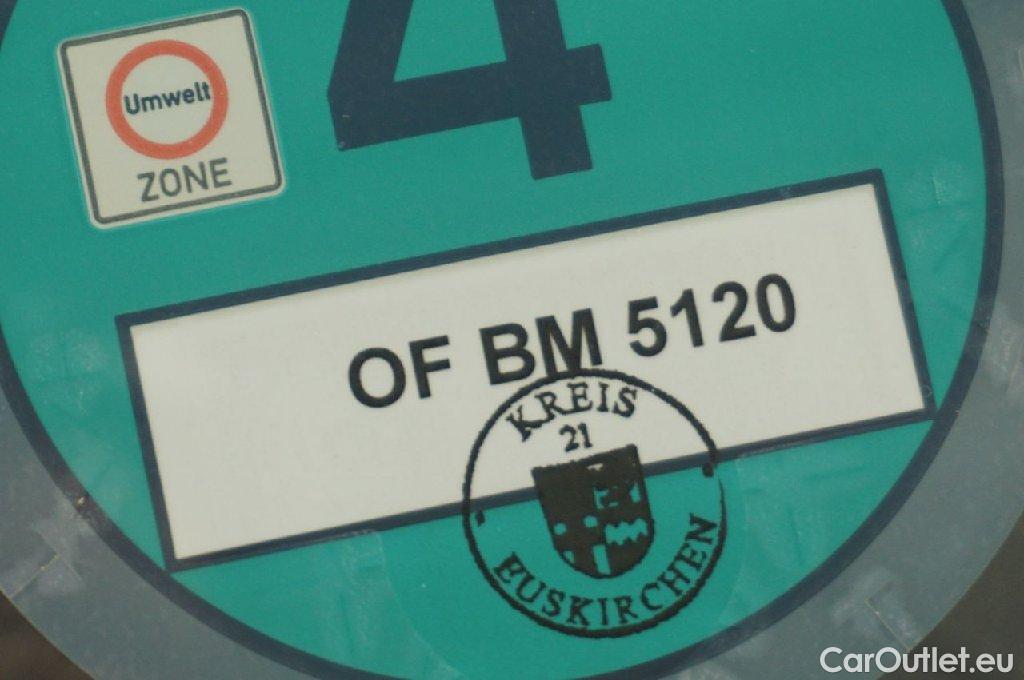 4
Umwelt
ZONE
OF BM 5120
KREIS
21
EUSKIRCHEN
CarOutlet.eu